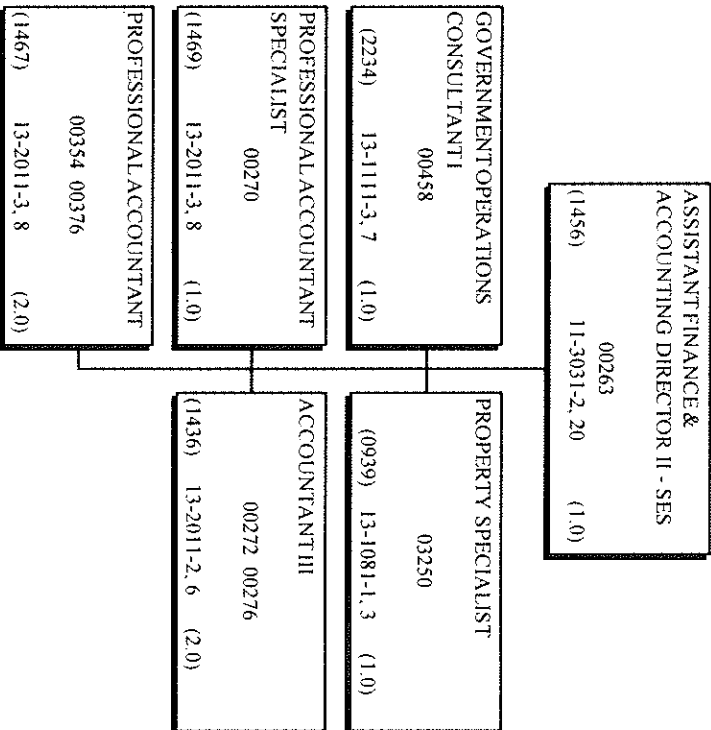 ASSISTANT FINANCE &
ACCOUNTING DIRECTOR II - SES
00263
(1456) 11-3031-2, 20 (1.0)
GOVERNMENT OPERATIONS
CONSULTANT I
00458
(2234) 13-1111-3, 7 (1.0)
PROPERTY SPECIALIST
03250
(0939) 13-1081-1, 3 (1.0)
PROFESSIONAL ACCOUNTANT
SPECIALIST
00270
(1469) 13-2011-3, 8 (1.0)
ACCOUNTANT III
00272 00276
(1436) 13-2011-2, 6 (2.0)
PROFESSIONAL ACCOUNTANT
00354 00376
(1467) 13-2011-3, 8 (2.0)